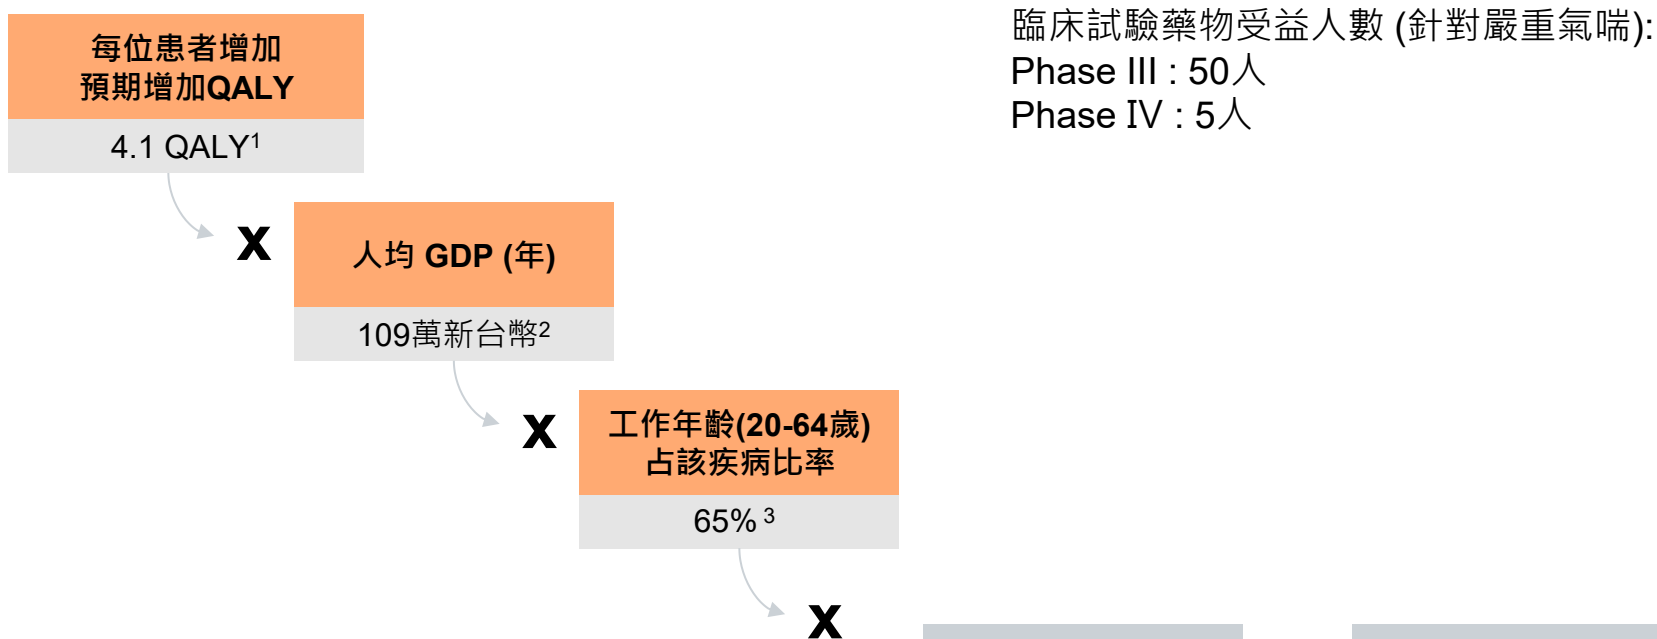 每位患者增加
預期增加QALY
4.1 QALY1
臨床試驗藥物受益人數 (針對嚴重氣喘):
Phase III : 50人
Phase IV : 5人
x
人均 GDP (年)
109萬新台幣2
x
工作年齡(20-64歲)
占該疾病比率
65% 3
x